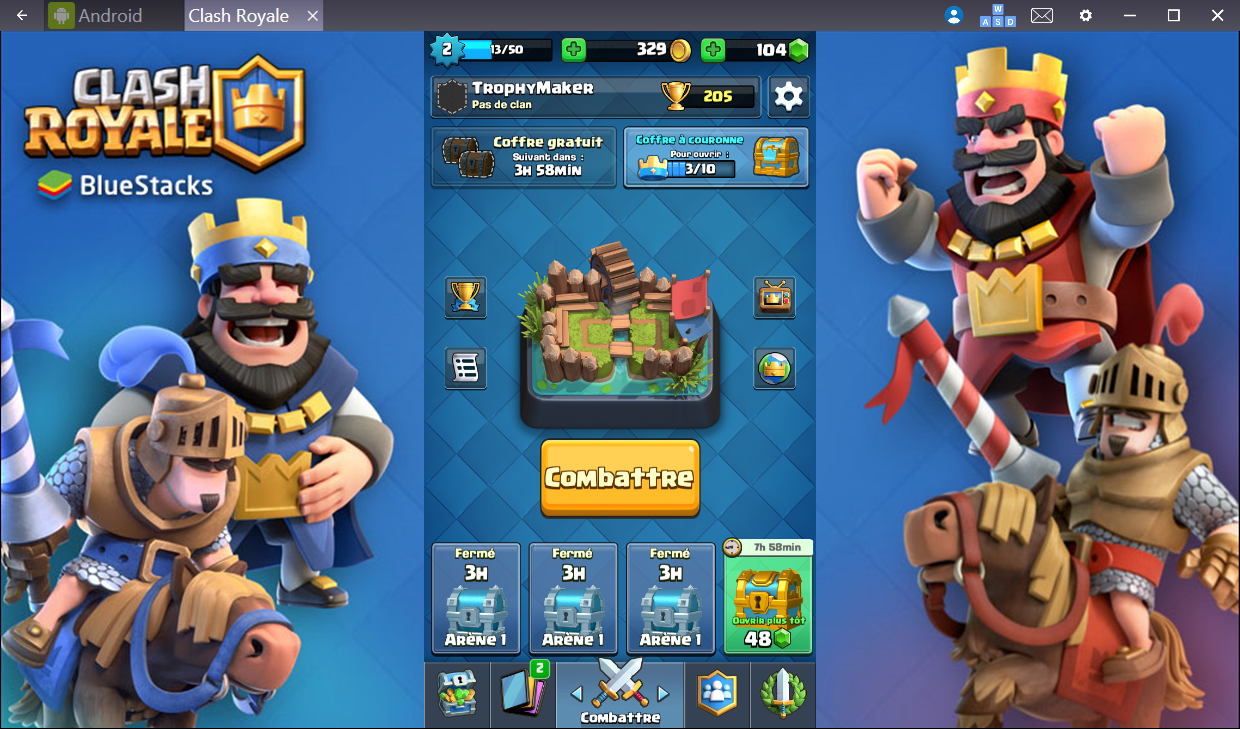 Android
Clash Royale
W
A S D
CLASH
ROYALE
BlueStacks
2
13/50
329
104
TrophyMaker
Pas de clan
205
Coffre gratuit
Suivant dans :
3h 58min
Coffre à couronne
Pour ouvrir :
3/10
Combattre
Fermé
3h
Arène 1
Fermé
3h
Arène 1
Fermé
3h
Arène 1
7h 58min
Ouvrir plus tôt
48
2
Combattre